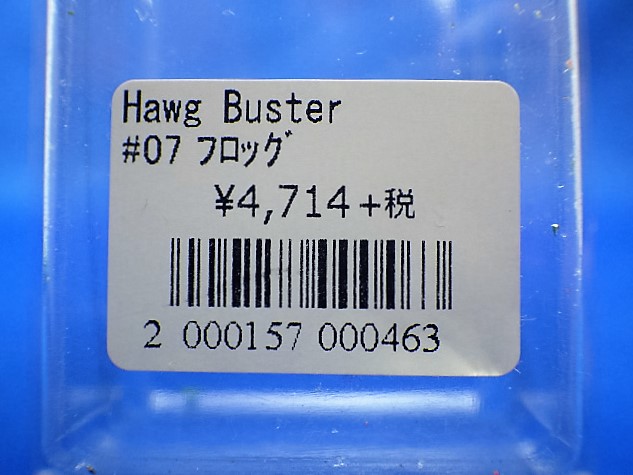 Hawg Buster
#07 ﾌﾛｯｸﾞ
¥4,714+税
2 000157 000463